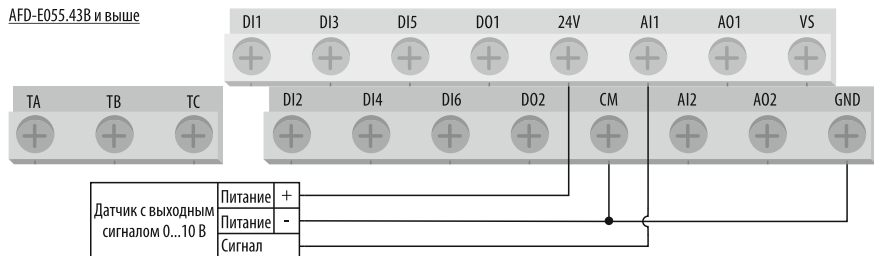 AFD-E055.43B и выше
DI1 DI3 DI5 DO1 24V AI1 AO1 VS
TA TB TC DI2 DI4 DI6 DO2 CM AI2 AO2 GND
Датчик с выходным
сигналом 0...10 В
Питание +
Питание -
Сигнал